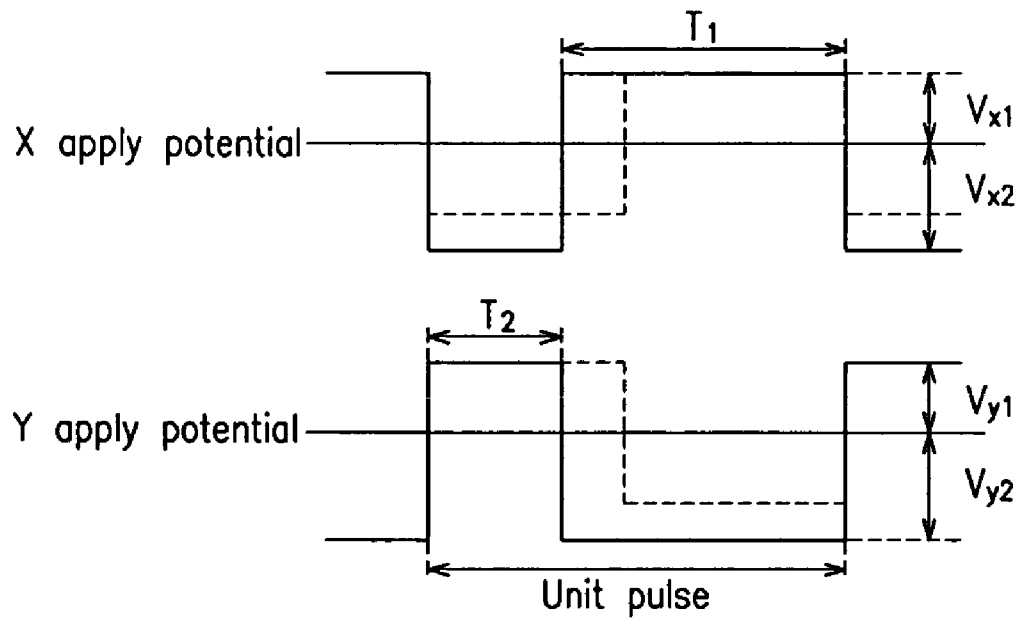 T1
Vx1
X apply potential
Vx2
T2
Vy1
Y apply potential
Vy2
Unit pulse